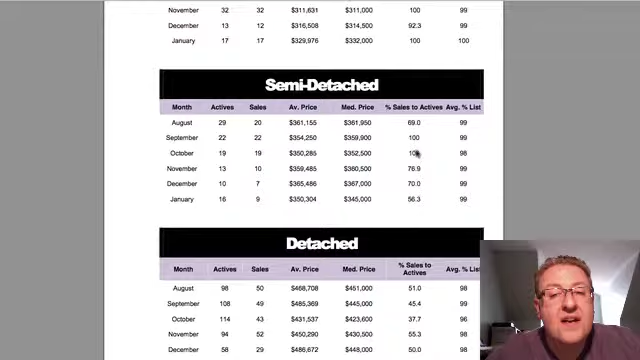 November 32 32 $311,631 $311,000 100 99
December 13 12 $316,508 $314,500 92.3 99
January 17 17 $329,976 $332,000 100 100
Semi-Detached
Month Actives Sales Av. Price Med. Price % Sales to Actives Avg. % List
August 29 20 $361,155 $361,950 69.0 99
September 22 22 $354,250 $359,900 100 99
October 19 19 $350,285 $352,500 98
November 13 10 $359,485 $360,500 76.9 99
December 10 7 $365,486 $367,000 70.0 99
January 16 9 $350,304 $345,000 56.3 99
Detached
Month Actives Sales Av. Price Med. Price % Sales to Actives Avg. % List
August 98 50 $468,708 $451,000 51.0 98
September 108 49 $485,369 $445,000 45.4 99
October 114 43 $431,537 $423,600 37.7 96
November 94 52 $450,290 $430,500 55.3 98
December 58 29 $486,672 $448,000 50.0 98